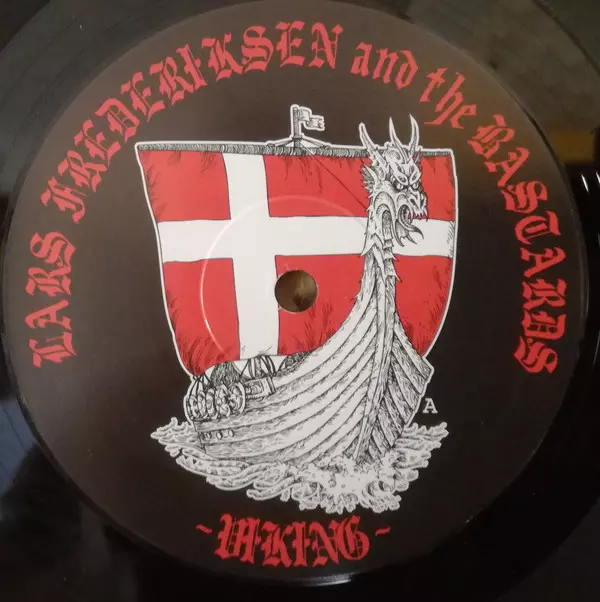 LARS FREDERIKSEN and the BASTARDS
A
~VIKING~